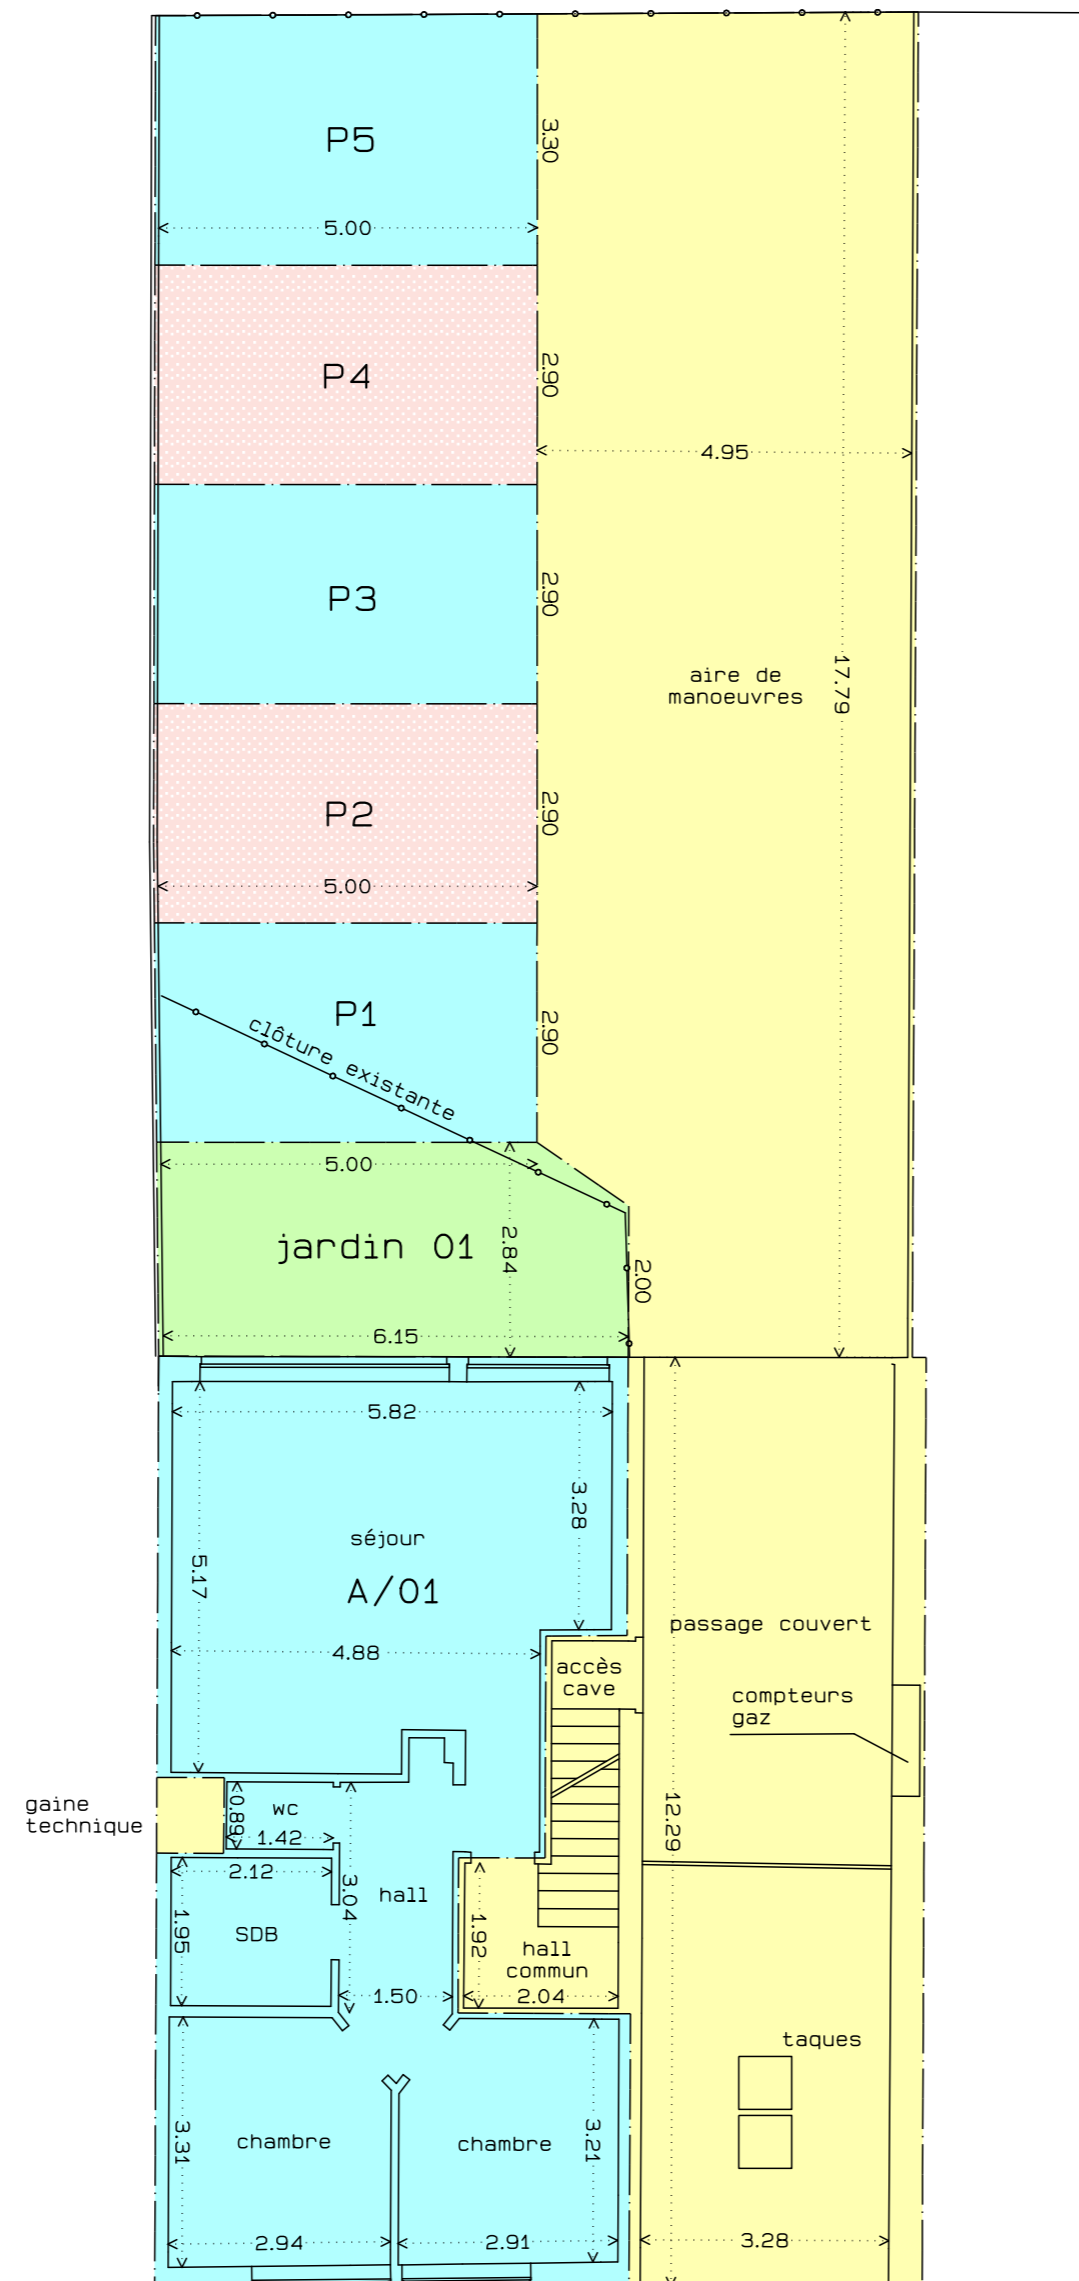 P5
3.30
5.00
P4
2.90
4.95
P3
2.90
aire de
manoeuvres
17.79
P2
2.90
5.00
P1
2.90
clôture existante
5.00
jardin 01
2.84
2.00
6.15
5.82
3.28
séjour
5.17
A/01
4.88
passage couvert
accès
cave
compteurs
gaz
gaine
technique
0.89
wc
1.42
12.29
2.12
3.04
hall
1.95
SDB
1.92
hall
commun
1.50
2.04
taques
3.31
chambre
chambre
3.21
2.94
2.91
3.28